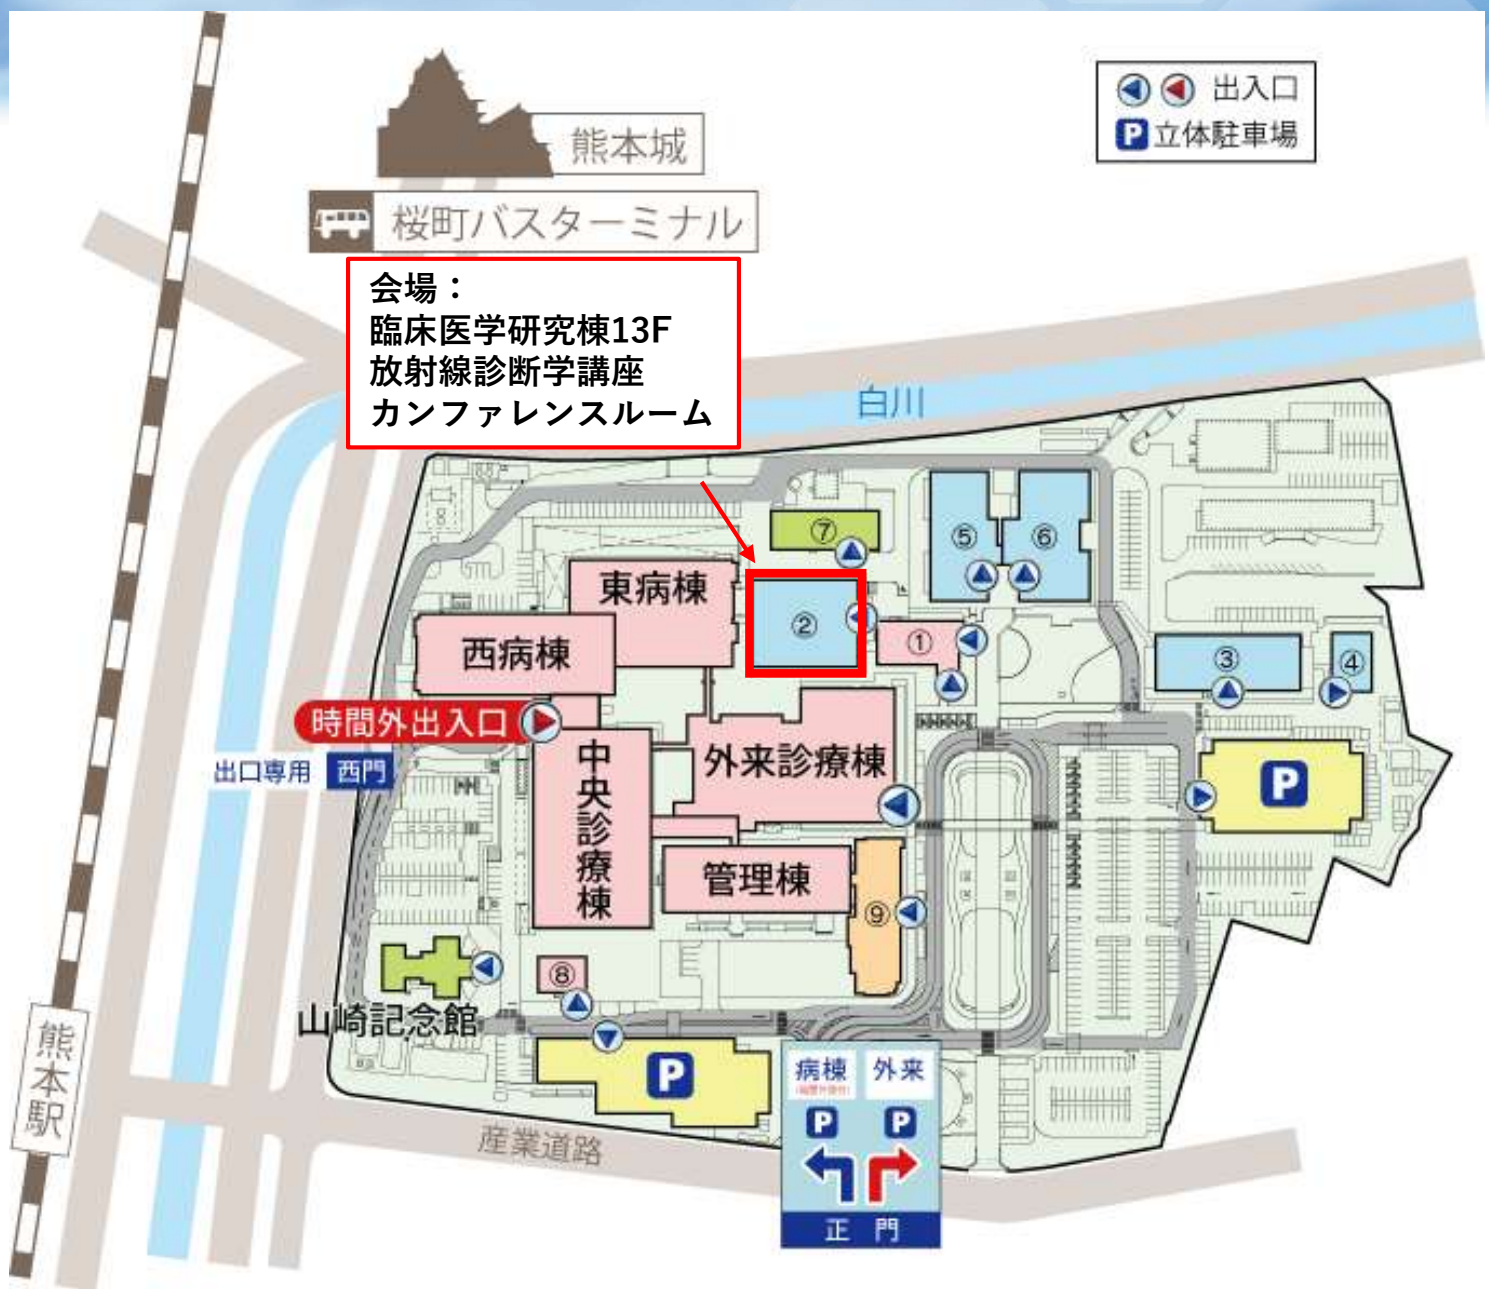 出入口
P 立体駐車場
熊本城
桜町バスターミナル
会場：
臨床医学研究棟13F
放射線診断学講座
カンファレンスルーム
白川
⑦
⑤
⑥
東病棟
②
①
西病棟
③
④
時間外出入口
中央診療棟
外来診療棟
出口専用 西門
P
管理棟
⑨
⑧
山崎記念館
熊本駅
P
病棟 外来
P P
産業道路
正門